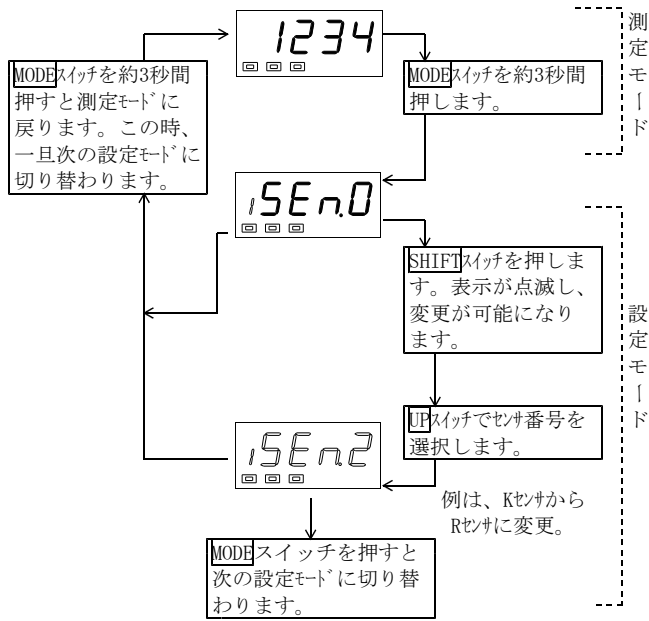 1234
測定モード
MODEスイッチを約3秒間
押すと測定モードに
戻ります。この時、
一旦次の設定モードに
切り替わります。
MODEスイッチを約3秒間
押します。
1SEn.0
SHIFTスイッチを押しま
す。表示が点滅し、
変更が可能になり
ます。
設定モード
UPスイッチでセンサ番号を
選択します。
1SEn.2
例は、Kセンサから
Rセンサに変更。
MODEスイッチを押すと
次の設定モードに切り替
わります。